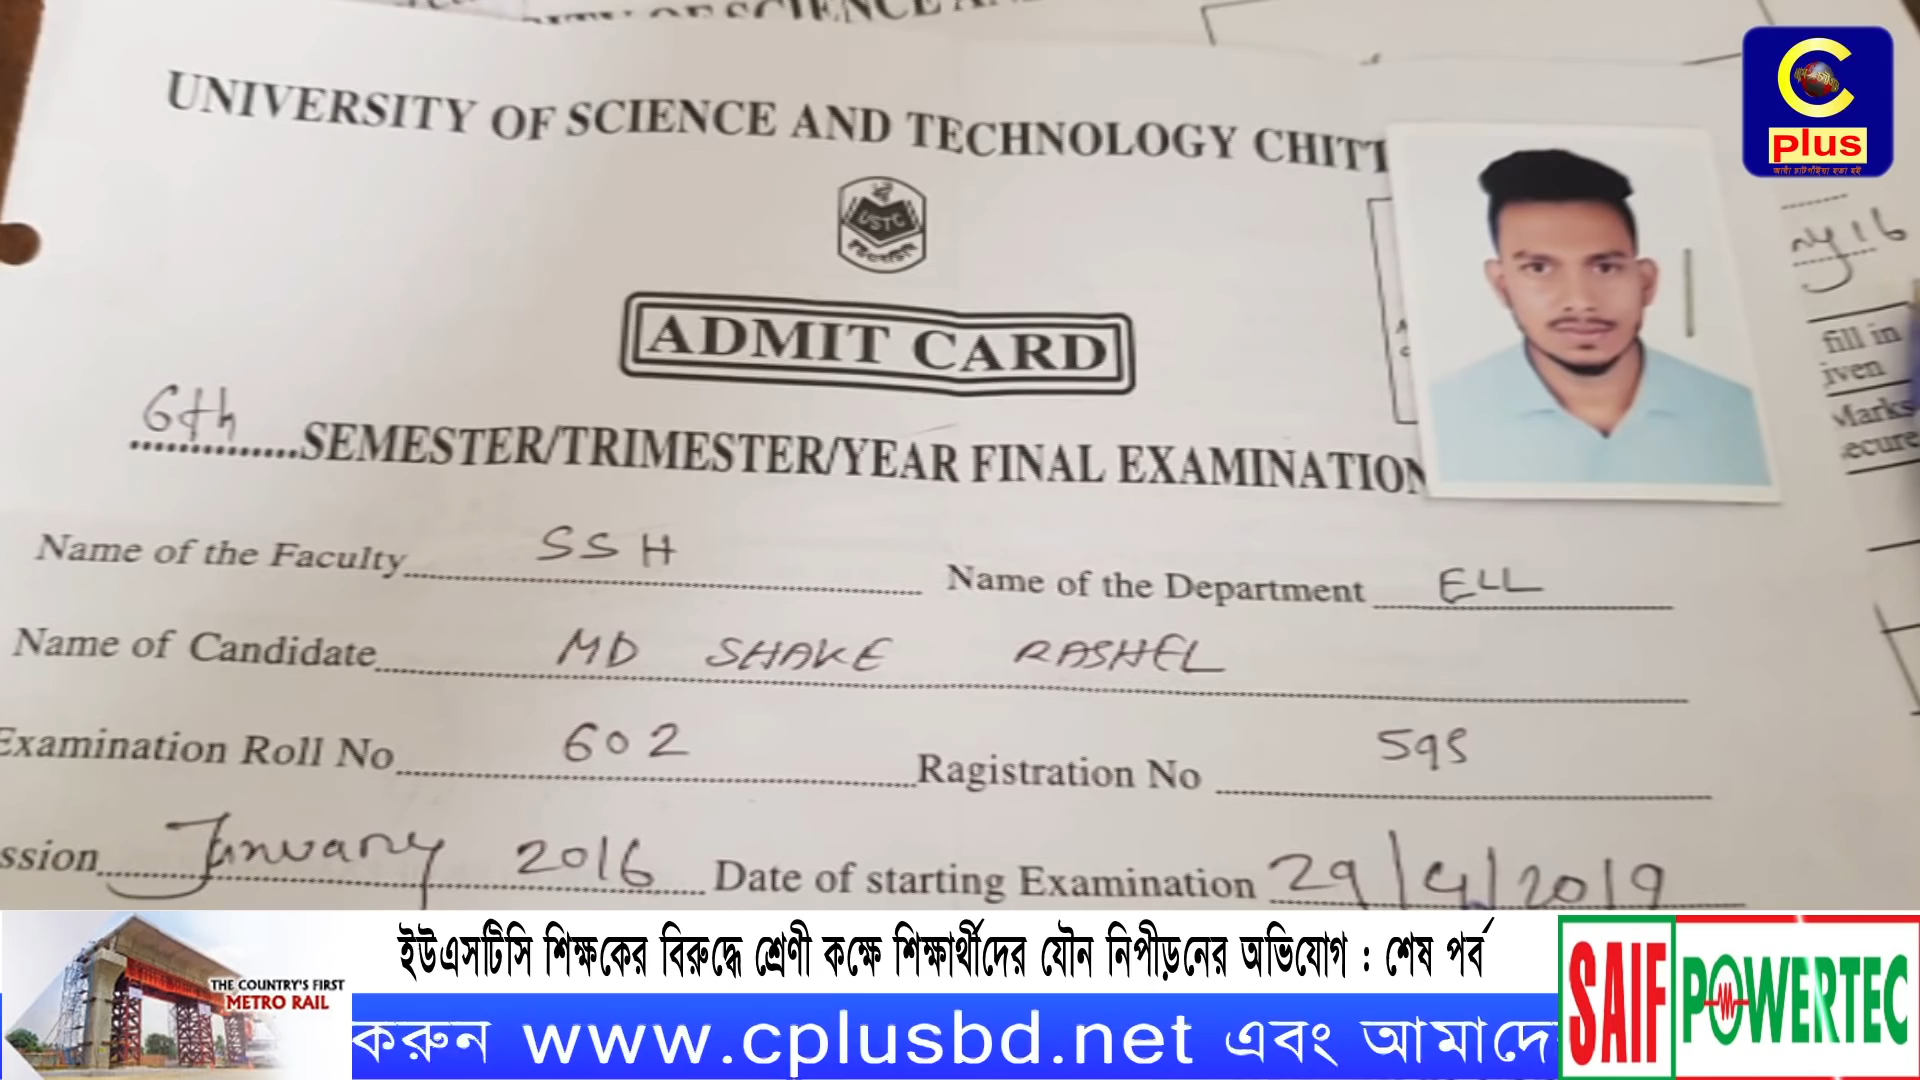 UNIVERSITY OF SCIENCE AND TECHNOLOGY CHITT
USTC
ADMIT CARD
6th SEMESTER/TRIMESTER/YEAR FINAL EXAMINATION
Name of the Faculty SSH Name of the Department ELL
Name of Candidate MD SHAKE RASHEL
Examination Roll No 602 Ragistration No 595
ssion January 2016 Date of starting Examination 29/4/2019
fill in
iven
Marks
ecure
C
plus
THE COUNTRY'S FIRST
METRO RAIL
ইউএসটিসি শিক্ষকের বিরুদ্ধে শ্রেণী কক্ষে শিক্ষার্থীদের যৌন নিপীড়নের অভিযোগ : শেষ পর্ব
করুন www.cplusbd.net এবং আমাদে
SAIF POWERTEC